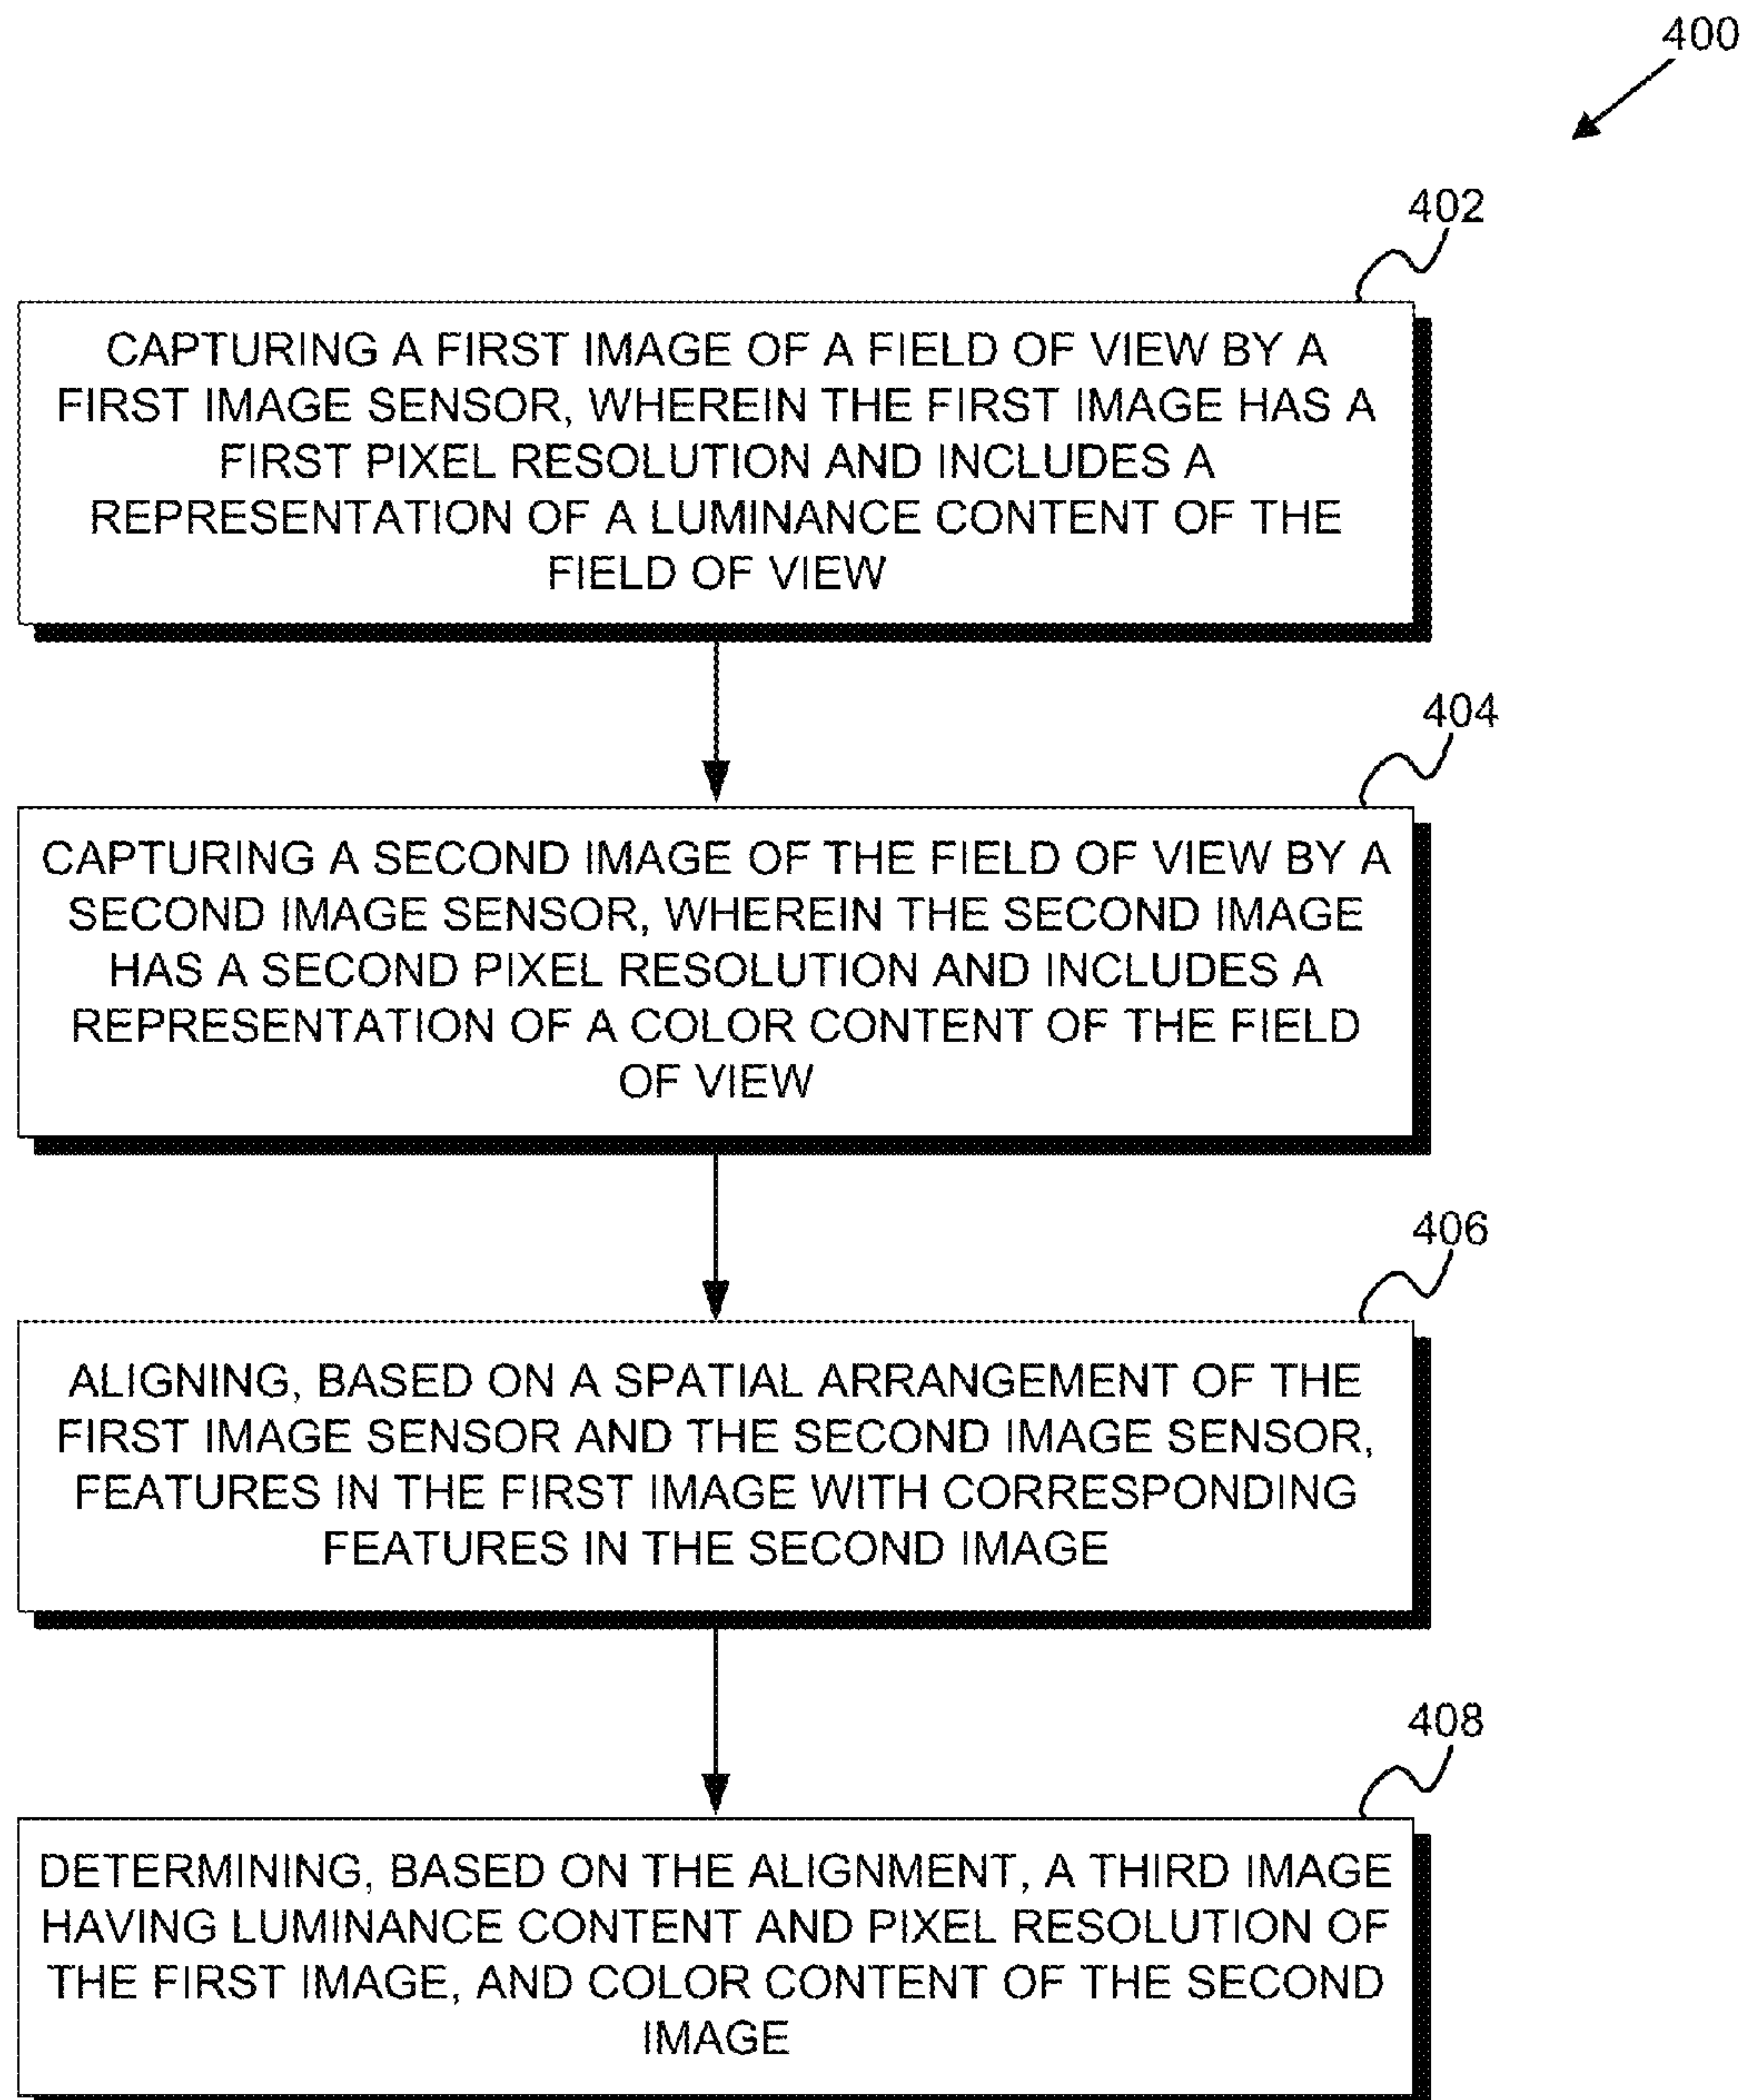 400
402
CAPTURING A FIRST IMAGE OF A FIELD OF VIEW BY A
FIRST IMAGE SENSOR, WHEREIN THE FIRST IMAGE HAS A
FIRST PIXEL RESOLUTION AND INCLUDES A
REPRESENTATION OF A LUMINANCE CONTENT OF THE
FIELD OF VIEW
404
CAPTURING A SECOND IMAGE OF THE FIELD OF VIEW BY A
SECOND IMAGE SENSOR, WHEREIN THE SECOND IMAGE
HAS A SECOND PIXEL RESOLUTION AND INCLUDES A
REPRESENTATION OF A COLOR CONTENT OF THE FIELD
OF VIEW
406
ALIGNING, BASED ON A SPATIAL ARRANGEMENT OF THE
FIRST IMAGE SENSOR AND THE SECOND IMAGE SENSOR,
FEATURES IN THE FIRST IMAGE WITH CORRESPONDING
FEATURES IN THE SECOND IMAGE
408
DETERMINING, BASED ON THE ALIGNMENT, A THIRD IMAGE
HAVING LUMINANCE CONTENT AND PIXEL RESOLUTION OF
THE FIRST IMAGE, AND COLOR CONTENT OF THE SECOND
IMAGE